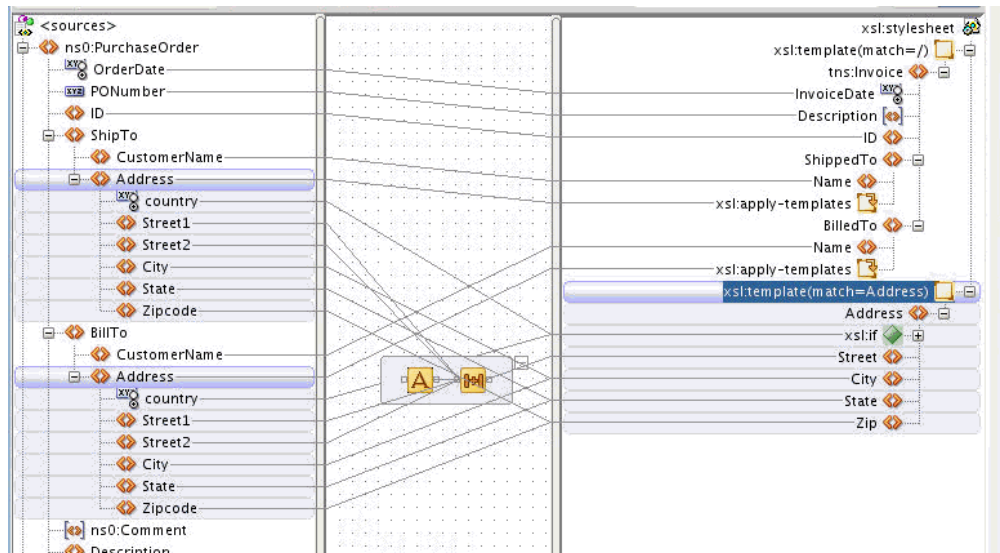 <sources>
ns0:PurchaseOrder
OrderDate
PONumber
ID
ShipTo
CustomerName
Address
country
Street1
Street2
City
State
Zipcode
BillTo
CustomerName
Address
country
Street1
Street2
City
State
Zipcode
ns0:Comment
Description
A
xsl:stylesheet
xsl:template(match=/)
tns:Invoice
InvoiceDate
Description
ID
ShippedTo
Name
xsl:apply-templates
BilledTo
Name
xsl:apply-templates
xsl:template(match=Address)
Address
xsl:if
Street
City
State
Zip